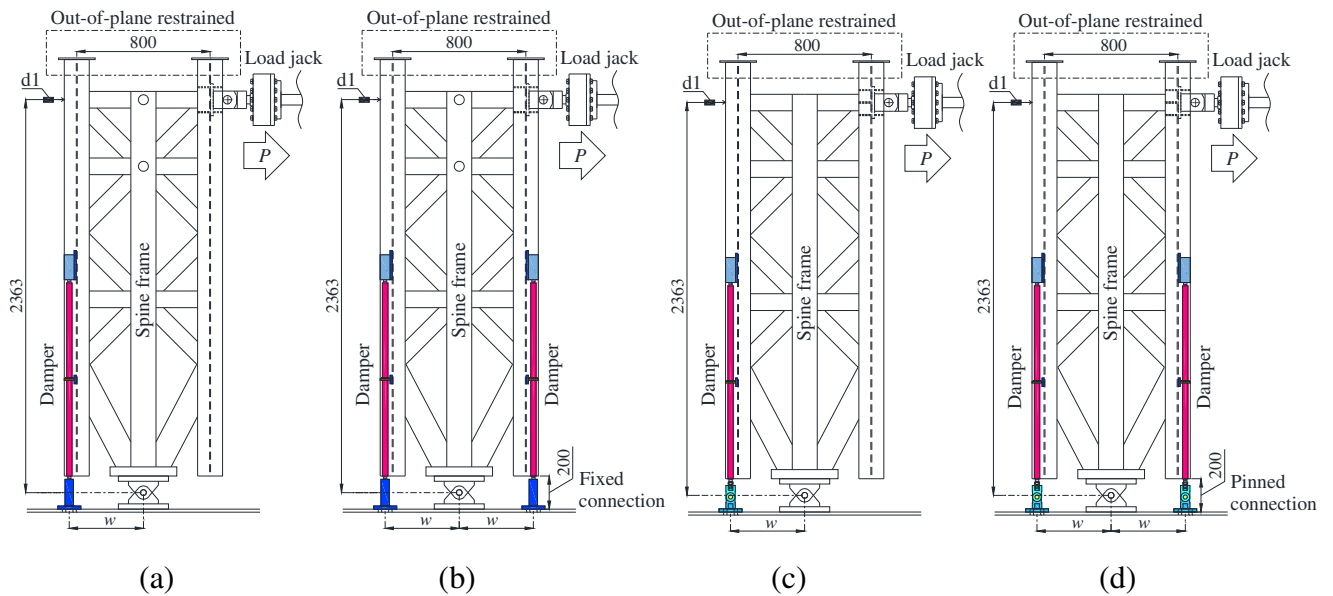 Out-of-plane restrained
800
Load jack
d1
P
2363
Spine frame
Damper
w
(a)
Out-of-plane restrained
800
Load jack
d1
P
2363
Spine frame
Damper
Damper
200
Fixed
connection
w
w
(b)
Out-of-plane restrained
800
Load jack
d1
P
2363
Spine frame
Damper
w
(c)
Out-of-plane restrained
800
Load jack
d1
P
2363
Spine frame
Damper
Damper
200
Pinned
connection
w
w
(d)